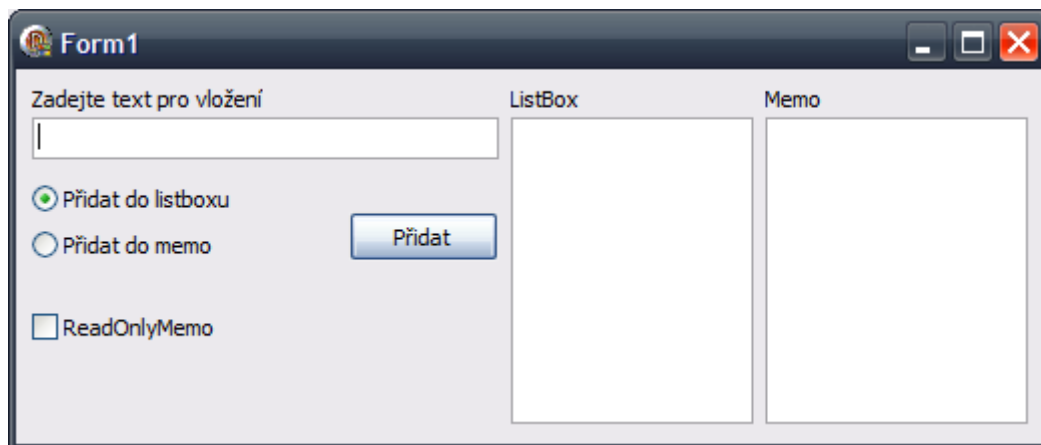 Form1
Zadejte text pro vložení
ListBox
Memo
Přidat do listboxu
Přidat do memo
Přidat
ReadOnlyMemo